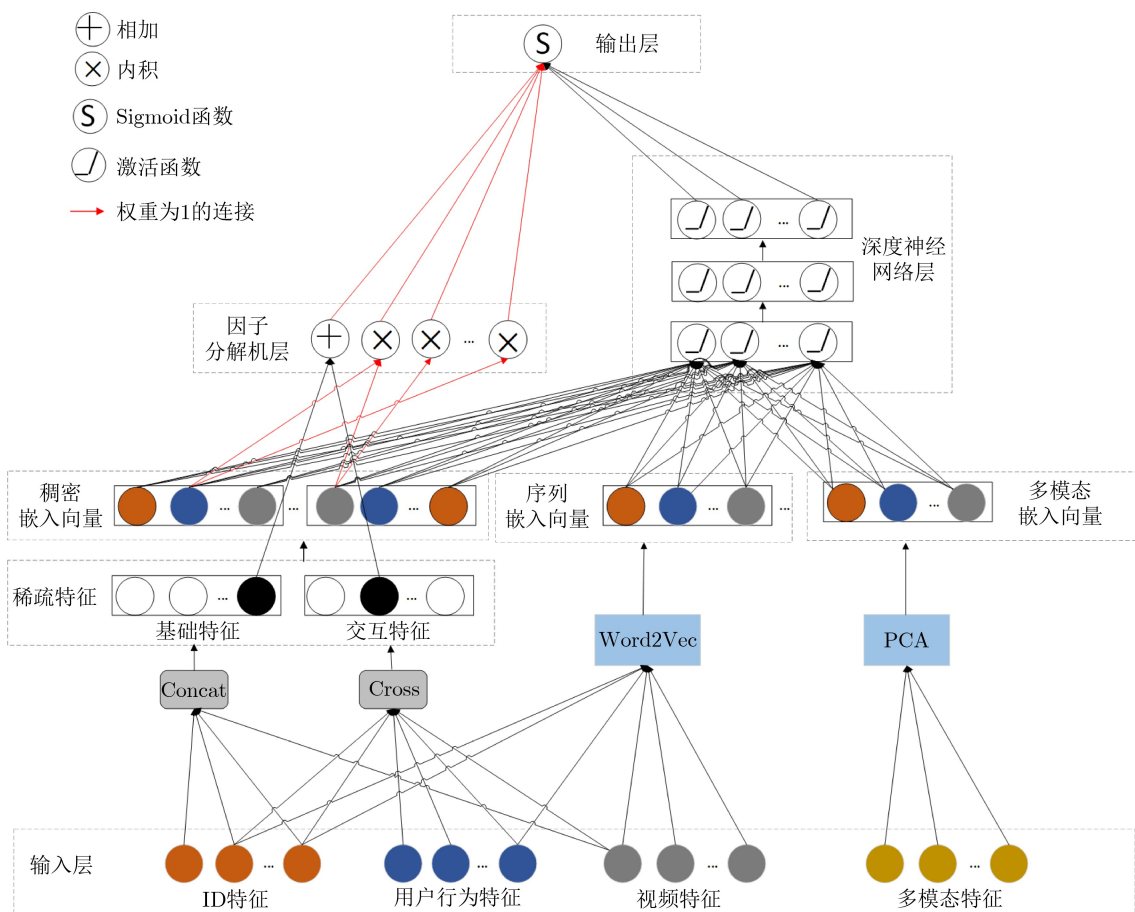 相加
内积
S
Sigmoid函数
激活函数
权重为1的连接
S
输出层
深度神经
网络层
...
...
...
因子
分解机层
...
稠密
嵌入向量
...
...
...
序列
嵌入向量
...
...
...
多模态
嵌入向量
稀疏特征
...
...
基础特征
交互特征
Word2Vec
PCA
Concat
Cross
输入层
...
...
...
...
ID特征
用户行为特征
视频特征
多模态特征